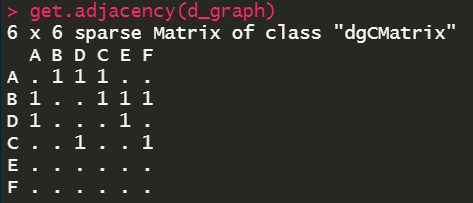 > get.adjacency(d_graph)
6 x 6 sparse Matrix of class "dgCMatrix"
  A B D C E F
A . 1 1 1 . .
B 1 . . 1 1 1
D 1 . . . 1 .
C . . 1 . . 1
E . . . . . .
F . . . . . .